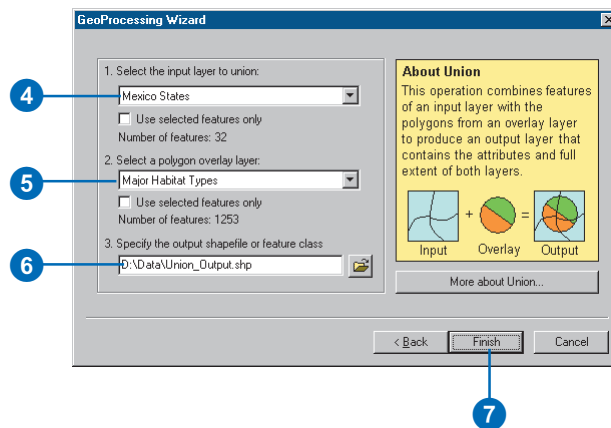 GeoProcessing Wizard
1. Select the input layer to union:
4
Mexico States
Use selected features only
Number of features: 32
2. Select a polygon overlay layer:
5
Major Habitat Types
Use selected features only
Number of features: 1253
3. Specify the output shapefile or feature class
6
D:\Data\Union_Output.shp
About Union
This operation combines features
of an input layer with the
polygons from an overlay layer
to produce an output layer that
contains the attributes and full
extent of both layers.
+ =
Input Overlay Output
More about Union...
< Back Finish Cancel
7